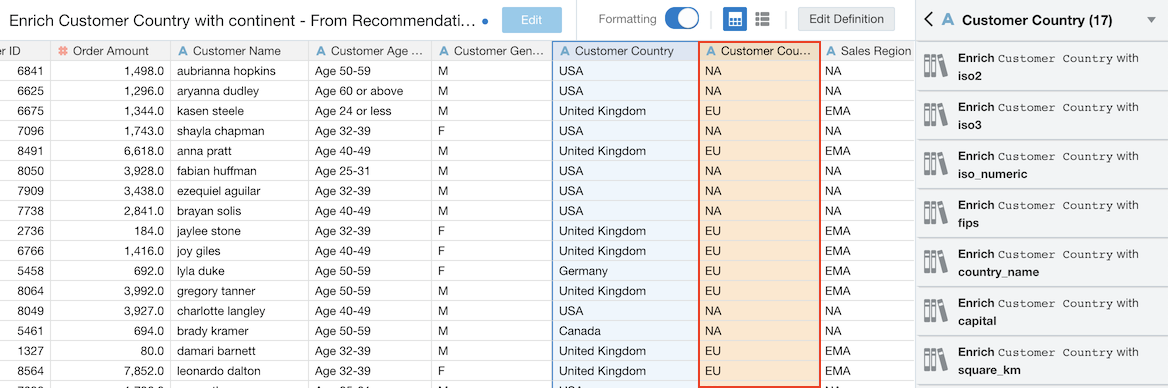 Enrich Customer Country with continent - From Recommendati...
Edit
Formatting
Edit Definition
Customer Country (17)
er ID # Order Amount A Customer Name A Customer Age ... A Customer Gen... A Customer Country A Customer Cou... A Sales Region
6841 1,498.0 aubrianna hopkins Age 50-59 M USA NA NA
6625 1,296.0 aryanna dudley Age 60 or above M USA NA NA
6675 1,344.0 kasen steele Age 24 or less M United Kingdom EU EMA
7096 1,743.0 shayla chapman Age 32-39 F USA NA NA
8491 6,618.0 anna pratt Age 40-49 M United Kingdom EU EMA
8050 3,928.0 fabian huffman Age 25-31 M USA NA NA
7909 3,438.0 ezequiel aguilar Age 32-39 M USA NA NA
7738 2,841.0 brayan solis Age 40-49 M USA NA NA
2736 184.0 jaylee stone Age 32-39 F United Kingdom EU EMA
6766 1,416.0 joy giles Age 40-49 F United Kingdom EU EMA
5458 692.0 lyla duke Age 50-59 F Germany EU EMA
8064 3,992.0 gregory tanner Age 50-59 M United Kingdom EU EMA
8049 3,927.0 charlotte langley Age 40-49 M USA NA NA
5461 694.0 brady kramer Age 50-59 M Canada NA NA
1327 80.0 damari barnett Age 32-39 M United Kingdom EU EMA
8564 7,852.0 leonardo dalton Age 32-39 F United Kingdom EU EMA
Enrich Customer Country with
iso2
Enrich Customer Country with
iso3
Enrich Customer Country with
iso_numeric
Enrich Customer Country with
fips
Enrich Customer Country with
country_name
Enrich Customer Country with
capital
Enrich Customer Country with
square_km